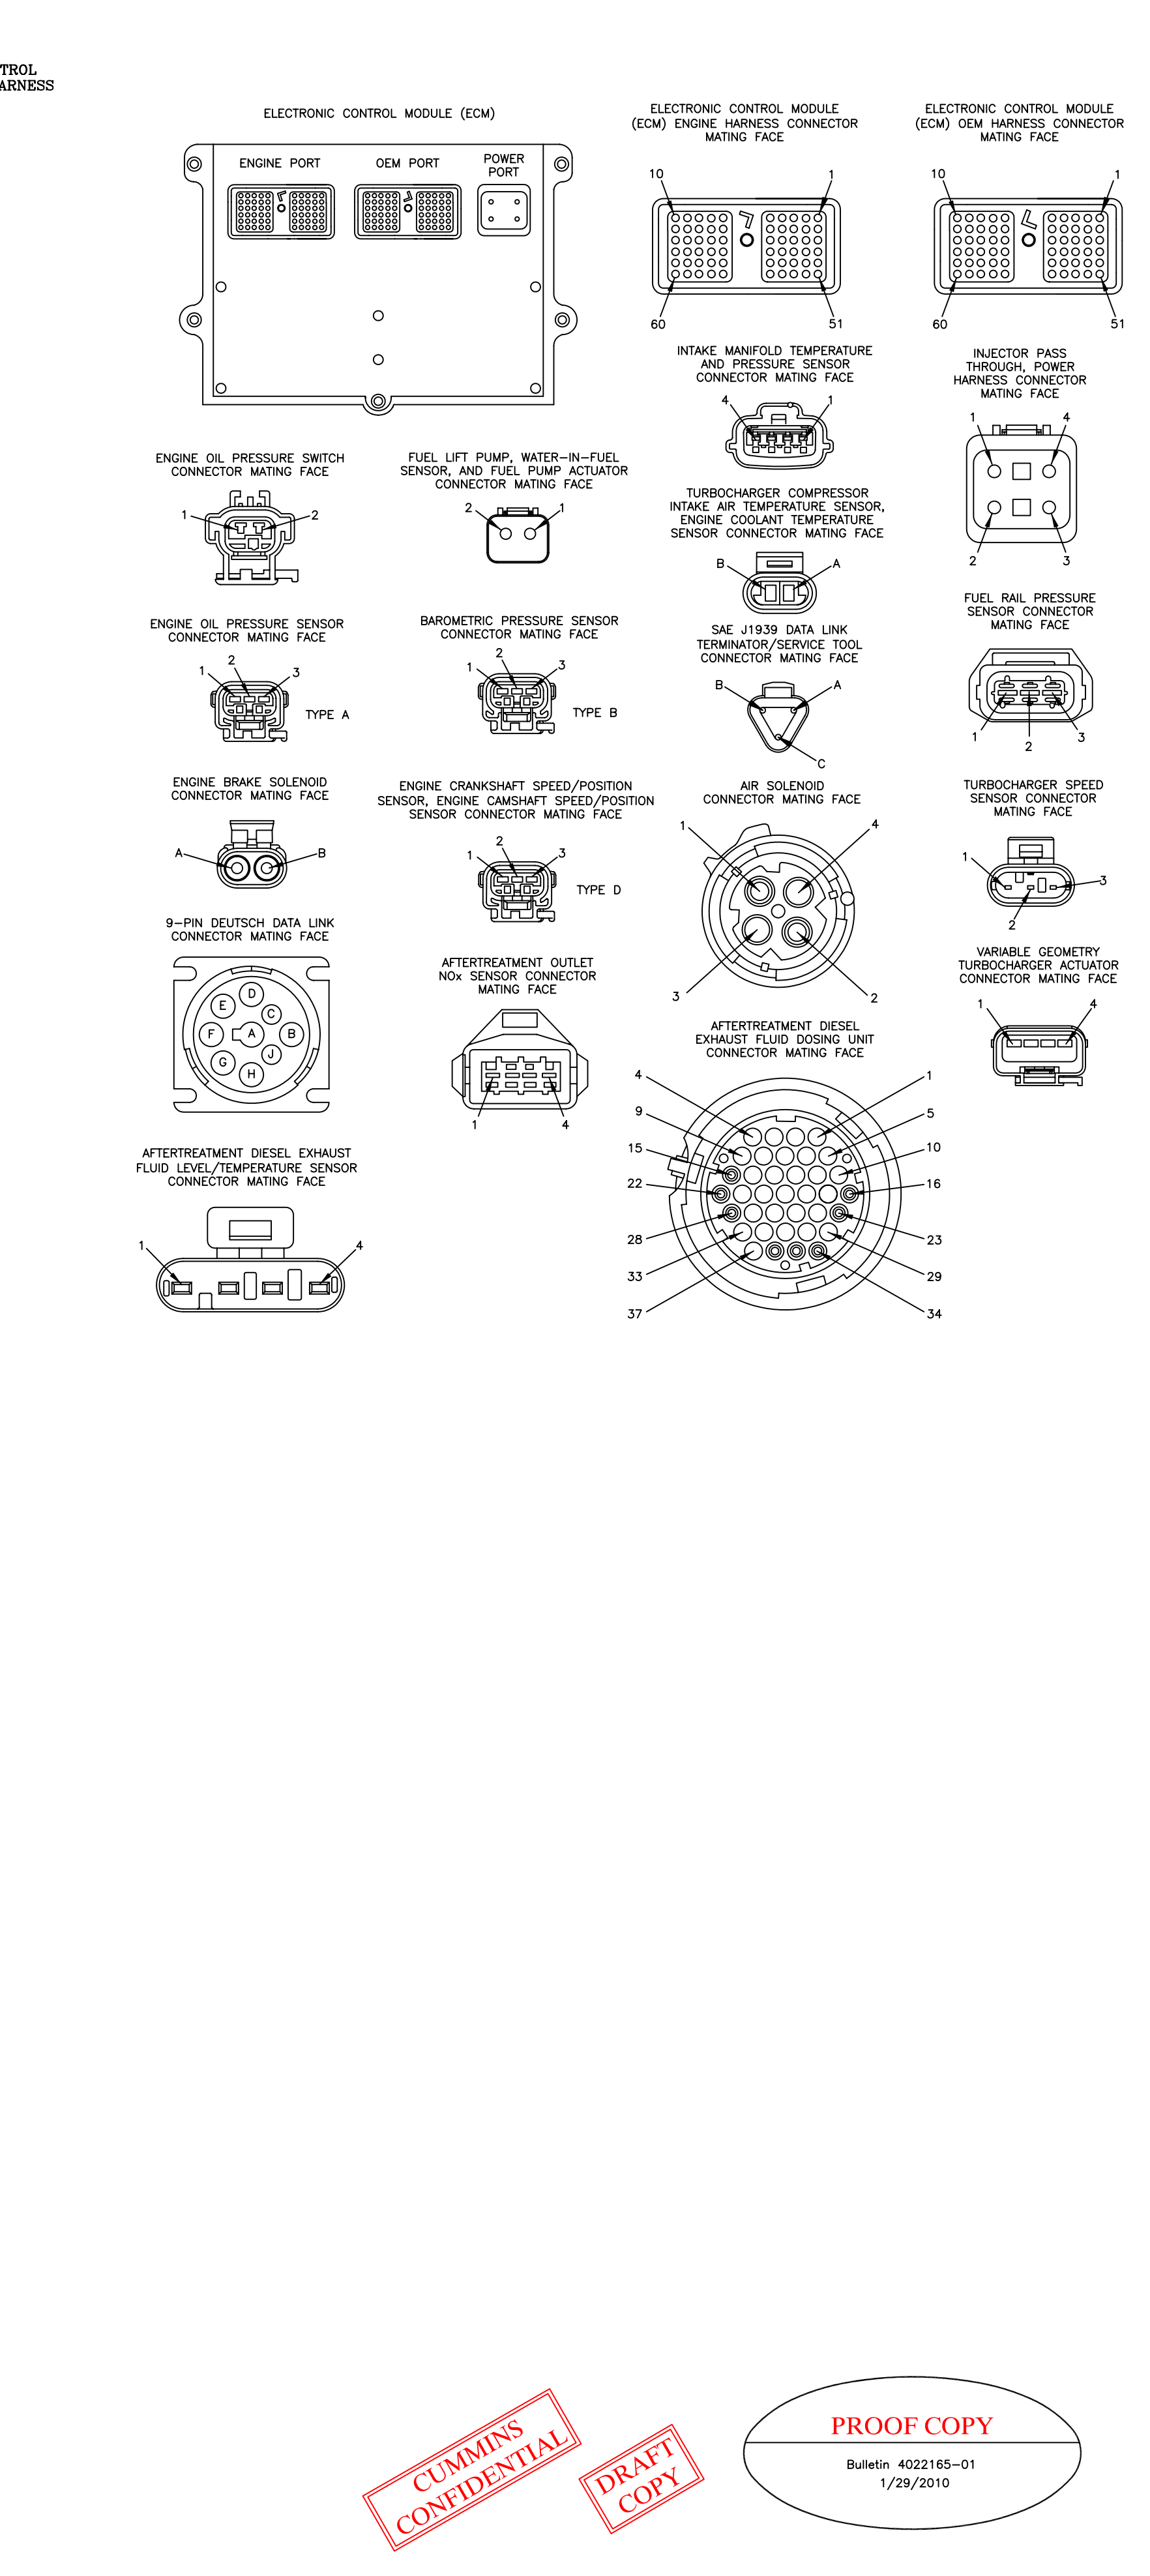 TROL
ARNESS
ELECTRONIC CONTROL MODULE (ECM)
ENGINE PORT
OEM PORT
POWER
PORT
ELECTRONIC CONTROL MODULE
(ECM) ENGINE HARNESS CONNECTOR
MATING FACE
10
1
60
51
ELECTRONIC CONTROL MODULE
(ECM) OEM HARNESS CONNECTOR
MATING FACE
10
1
60
51
INTAKE MANIFOLD TEMPERATURE
AND PRESSURE SENSOR
CONNECTOR MATING FACE
4
1
INJECTOR PASS
THROUGH, POWER
HARNESS CONNECTOR
MATING FACE
1
4
2
3
ENGINE OIL PRESSURE SWITCH
CONNECTOR MATING FACE
1
2
FUEL LIFT PUMP, WATER-IN-FUEL
SENSOR, AND FUEL PUMP ACTUATOR
CONNECTOR MATING FACE
2
1
TURBOCHARGER COMPRESSOR
INTAKE AIR TEMPERATURE SENSOR,
ENGINE COOLANT TEMPERATURE
SENSOR CONNECTOR MATING FACE
B
A
FUEL RAIL PRESSURE
SENSOR CONNECTOR
MATING FACE
1
2
3
ENGINE OIL PRESSURE SENSOR
CONNECTOR MATING FACE
1
2
3
TYPE A
BAROMETRIC PRESSURE SENSOR
CONNECTOR MATING FACE
1
2
3
TYPE B
SAE J1939 DATA LINK
TERMINATOR/SERVICE TOOL
CONNECTOR MATING FACE
B
A
C
ENGINE BRAKE SOLENOID
CONNECTOR MATING FACE
A
B
ENGINE CRANKSHAFT SPEED/POSITION
SENSOR, ENGINE CAMSHAFT SPEED/POSITION
SENSOR CONNECTOR MATING FACE
1
2
3
TYPE D
AIR SOLENOID
CONNECTOR MATING FACE
1
4
3
2
TURBOCHARGER SPEED
SENSOR CONNECTOR
MATING FACE
1
3
2
9-PIN DEUTSCH DATA LINK
CONNECTOR MATING FACE
D
E
C
F
A
B
G
J
H
AFTERTREATMENT OUTLET
NOx SENSOR CONNECTOR
MATING FACE
1
4
VARIABLE GEOMETRY
TURBOCHARGER ACTUATOR
CONNECTOR MATING FACE
1
4
AFTERTREATMENT DIESEL
EXHAUST FLUID DOSING UNIT
CONNECTOR MATING FACE
4
1
9
5
15
10
22
16
28
23
33
29
37
34
AFTERTREATMENT DIESEL EXHAUST
FLUID LEVEL/TEMPERATURE SENSOR
CONNECTOR MATING FACE
1
4
CUMMINS
CONFIDENTIAL
DRAFT
COPY
PROOF COPY
Bulletin 4022165-01
1/29/2010